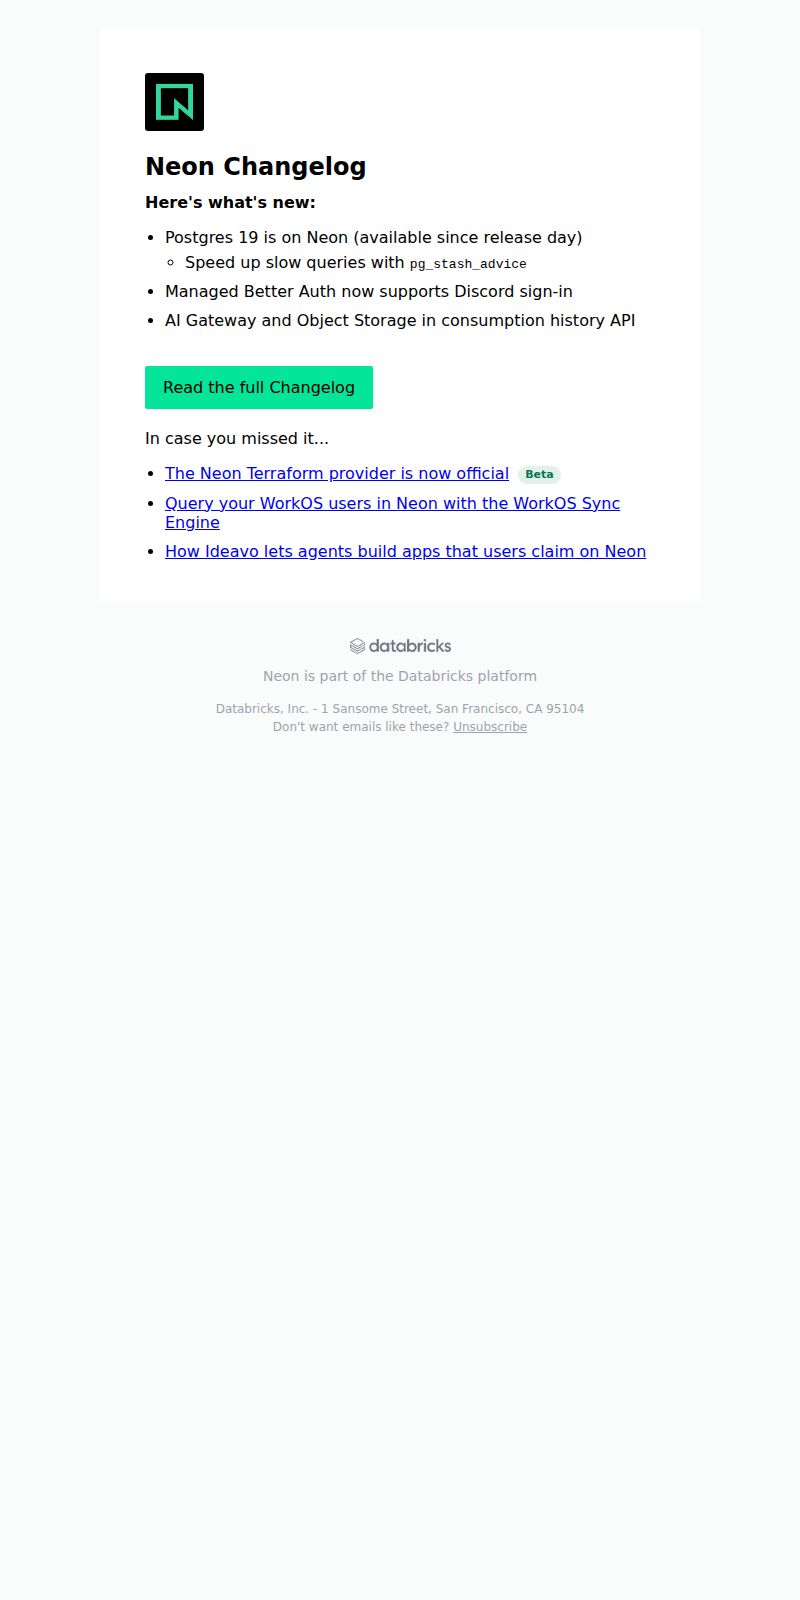 Neon Changelog
Here's what's new:
Postgres 19 is on Neon (available since release day)
Speed up slow queries with pg_stash_advice
Managed Better Auth now supports Discord sign-in
AI Gateway and Object Storage in consumption history API
Read the full Changelog
In case you missed it...
The Neon Terraform provider is now official Beta
Query your WorkOS users in Neon with the WorkOS Sync
Engine
How Ideavo lets agents build apps that users claim on Neon
databricks
Neon is part of the Databricks platform
Databricks, Inc. - 1 Sansome Street, San Francisco, CA 95104
Don't want emails like these? Unsubscribe